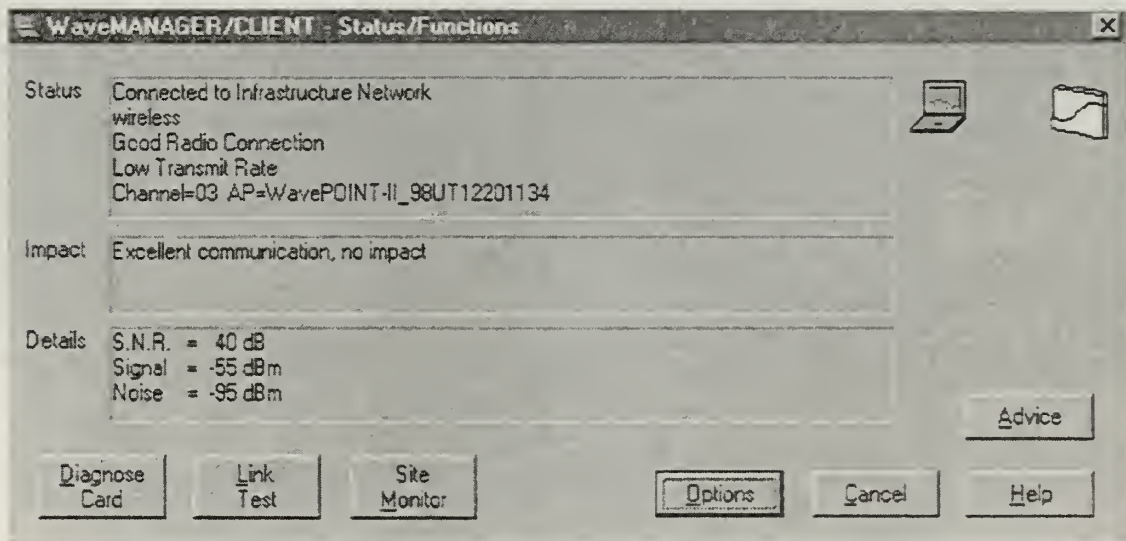 WaveMANAGER/CLIENT - Status/Functions
Status
Connected to Infrastructure Network
wireless
Good Radio Connection
Low Transmit Rate
Channel=03 AP=WavePOINT-II_98UT12201134
Impact
Excellent communication, no impact
Details
S.N.R. = 40 dB
Signal = -55 dBm
Noise = -95 dBm
Advice
Diagnose
Card
Link
Test
Site
Monitor
Options
Cancel
Help